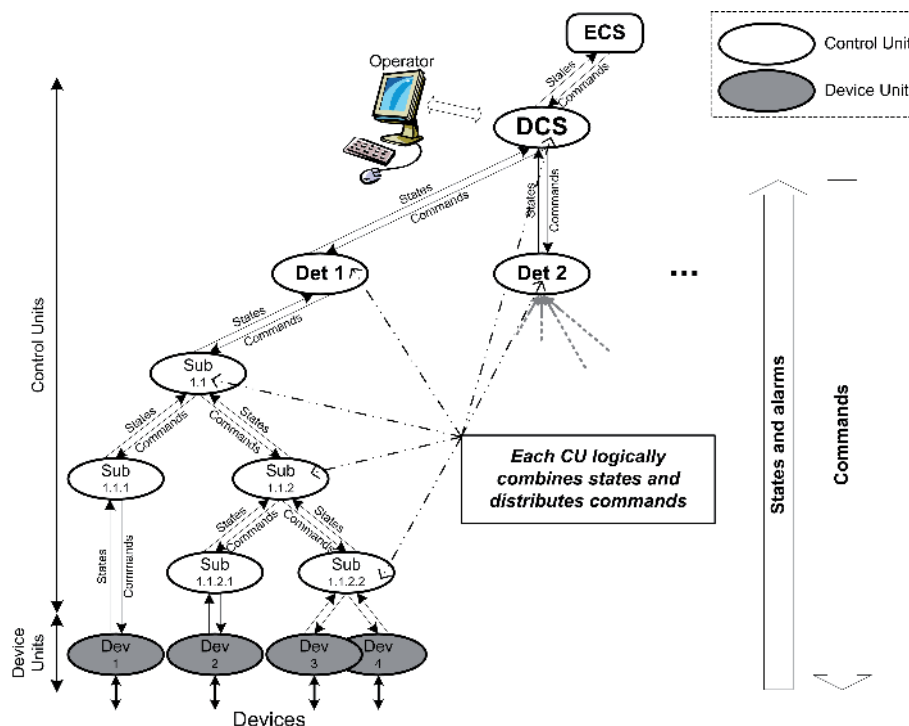 ECS
Control Unit
Device Unit
Operator
States
Commands
DCS
States
Commands
States
Commands
Det 1
Det 2
...
States
Commands
Control Units
Sub
1.1
States
Commands
States
Commands
Sub
1.1.1
Sub
1.1.2
Each CU logically
combines states and
distributes commands
States and alarms
Commands
States
Commands
States
Commands
States
Commands
Sub
1.1.2.1
Sub
1.1.2.2
Device
Units
Dev
1
Dev
2
Dev
3
Dev
4
Devices